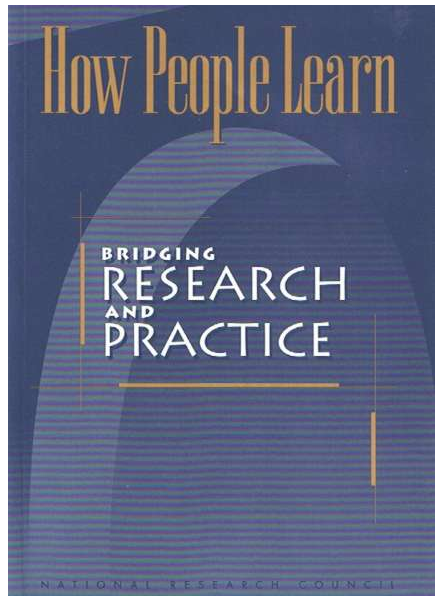 How People Learn
BRIDGING
RESEARCH
AND
PRACTICE
NATIONAL RESEARCH COUNCIL